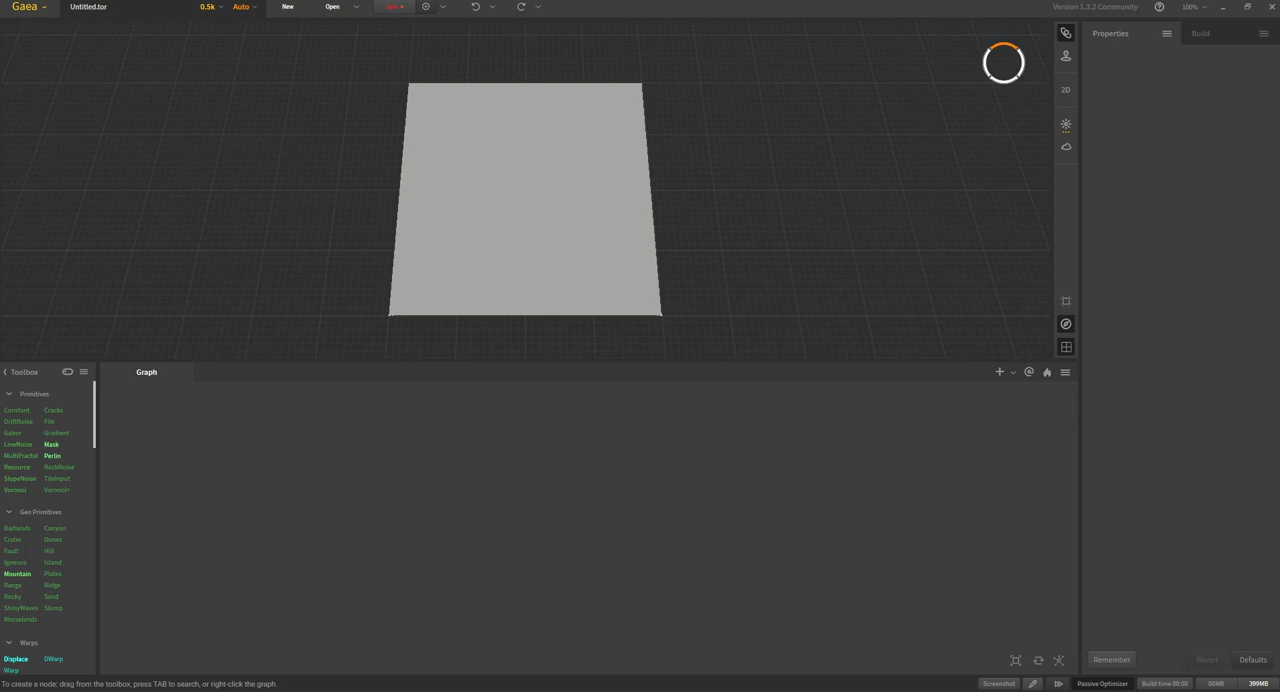 Gaea Untitled.tor 0.5k Auto New Open Version 1.3.2 Community 100%
Properties Build
2D
Toolbox Graph
Primitives
Constant Cracks
DriftNoise File
Gabor Gradient
LineNoise Mask
MultiFractal Perlin
Resource RockNoise
SlopeNoise TileInput
Voronoi Voronoi+
Geo Primitives
Badlands Canyon
Crater Dunes
Fault Hill
Igneous Island
Mountain Plates
Range Ridge
Rocky Sand
ShinyWaves Slump
Worselands
Warps
Displace DWarp
Warp
Remember Revert Defaults
To create a node: drag from the toolbox, press TAB to search, or right-click the graph. Screenshot Passive Optimizer Build time 00:00 00MB 399MB